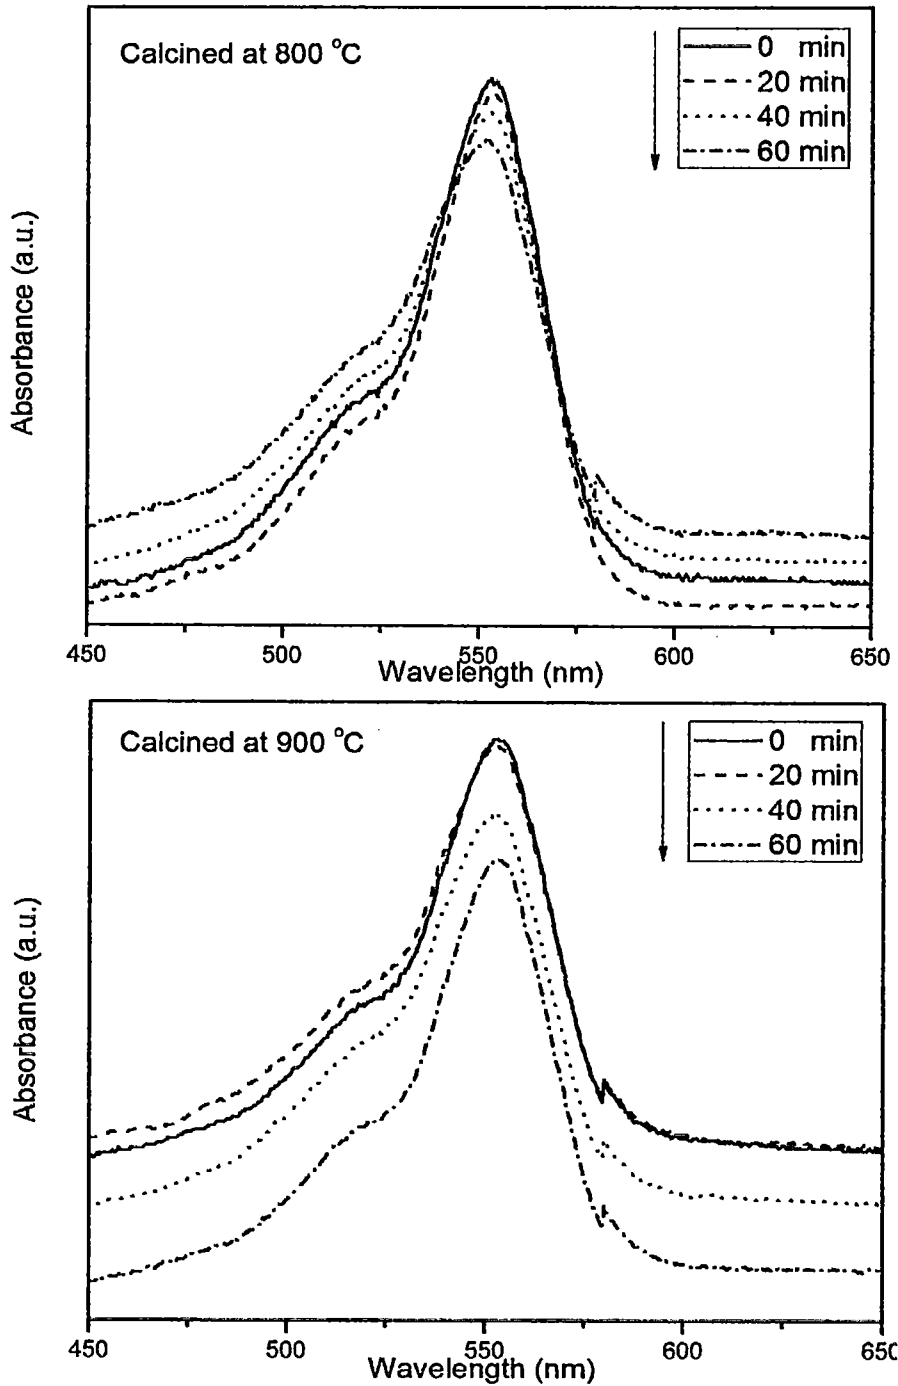 Calcined at 800 °C
0 min
20 min
40 min
60 min
Absorbance (a.u.)
450 500 550 600 650
Wavelength (nm)
Calcined at 900 °C
0 min
20 min
40 min
60 min
Absorbance (a.u.)
450 500 550 600 650
Wavelength (nm)